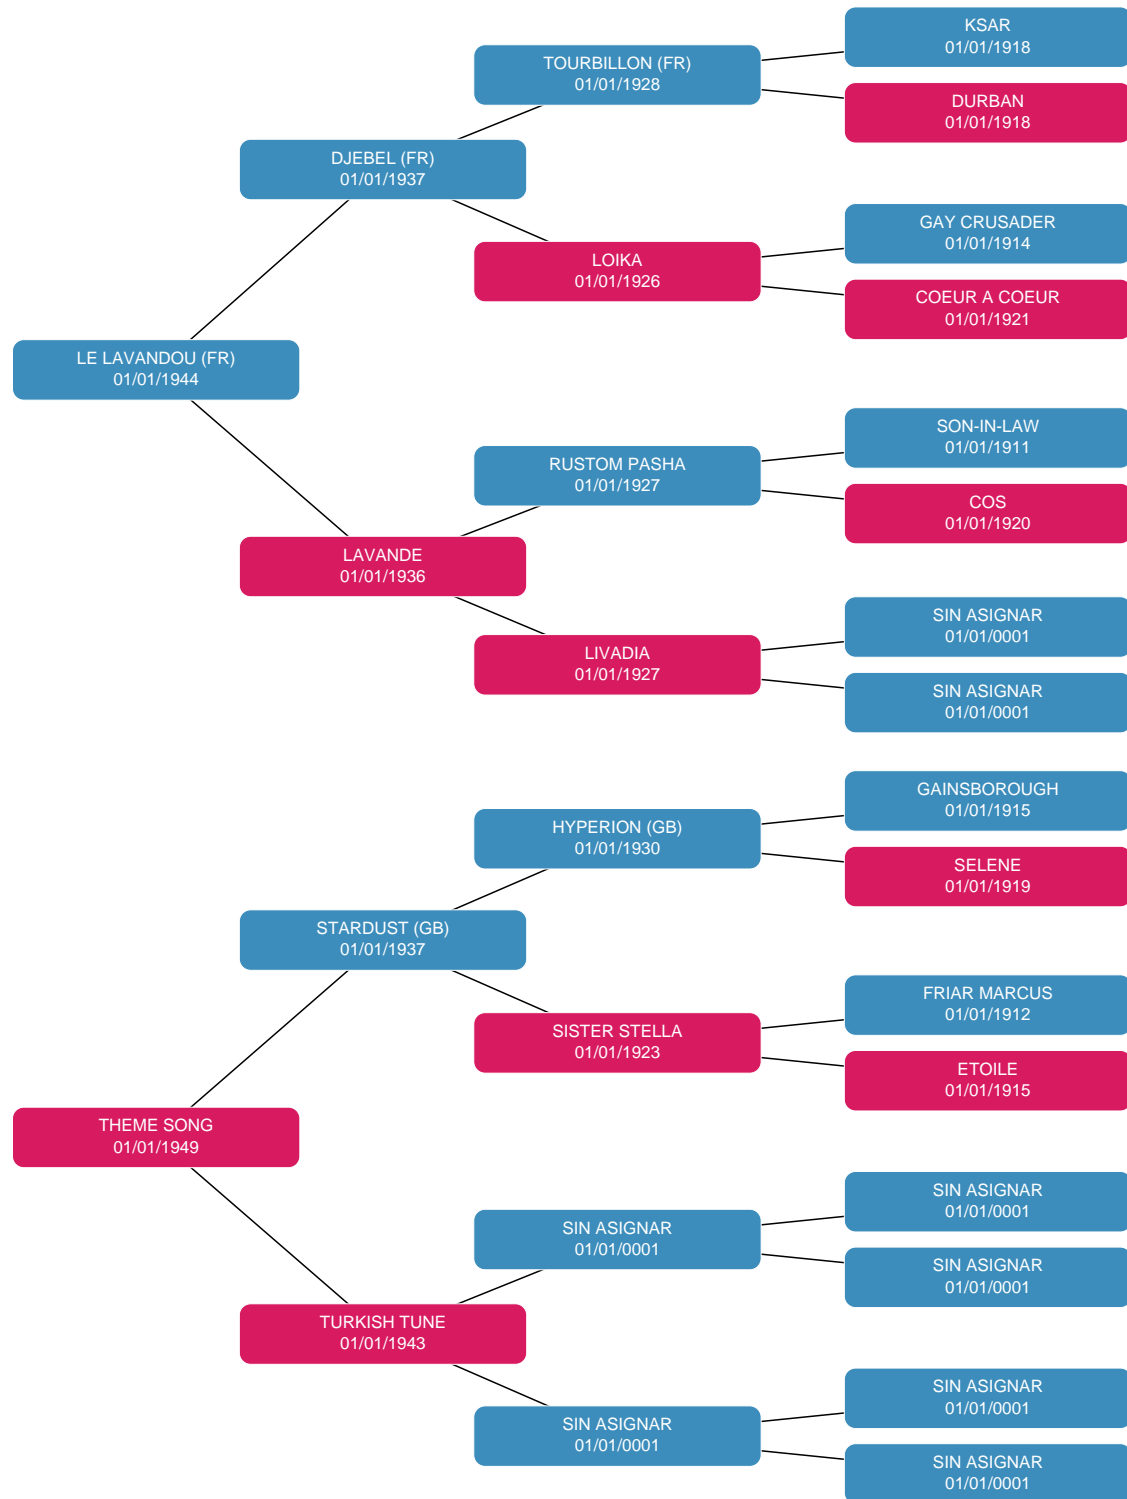 KSAR
01/01/1918
TOURBILLON (FR)
01/01/1928
DURBAN
01/01/1918
DJEBEL (FR)
01/01/1937
GAY CRUSADER
01/01/1914
LOIKA
01/01/1926
COEUR A COEUR
01/01/1921
LE LAVANDOU (FR)
01/01/1944
SON-IN-LAW
01/01/1911
RUSTOM PASHA
01/01/1927
COS
01/01/1920
LAVANDE
01/01/1936
SIN ASIGNAR
01/01/0001
LIVADIA
01/01/1927
SIN ASIGNAR
01/01/0001
GAINSBOROUGH
01/01/1915
HYPERION (GB)
01/01/1930
SELENE
01/01/1919
STARDUST (GB)
01/01/1937
FRIAR MARCUS
01/01/1912
SISTER STELLA
01/01/1923
ETOILE
01/01/1915
THEME SONG
01/01/1949
SIN ASIGNAR
01/01/0001
SIN ASIGNAR
01/01/0001
SIN ASIGNAR
01/01/0001
TURKISH TUNE
01/01/1943
SIN ASIGNAR
01/01/0001
SIN ASIGNAR
01/01/0001
SIN ASIGNAR
01/01/0001